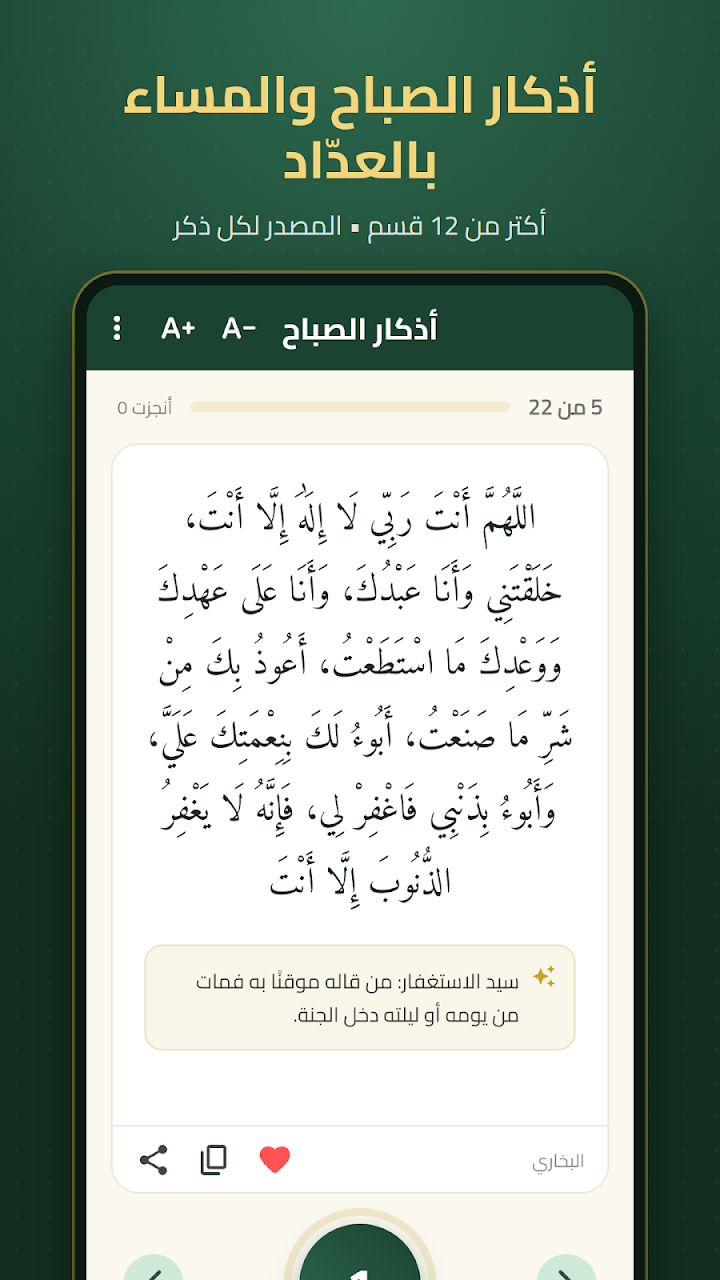 أذكار الصباح والمساء
بالعدّاد
أكتر من 12 قسم • المصدر لكل ذكر
أذكار الصباح A− A+
5 من 22 أنجزت 0
اللَّهُمَّ أَنْتَ رَبِّي لَا إِلَٰهَ إِلَّا أَنْتَ،
خَلَقْتَنِي وَأَنَا عَبْدُكَ، وَأَنَا عَلَى عَهْدِكَ
وَوَعْدِكَ مَا اسْتَطَعْتُ، أَعُوذُ بِكَ مِنْ
شَرِّ مَا صَنَعْتُ، أَبُوءُ لَكَ بِنِعْمَتِكَ عَلَيَّ،
وَأَبُوءُ بِذَنْبِي فَاغْفِرْ لِي، فَإِنَّهُ لَا يَغْفِرُ
الذُّنُوبَ إِلَّا أَنْتَ
سيد الاستغفار: من قاله موقنًا به فمات
من يومه أو ليلته دخل الجنة.
البخاري